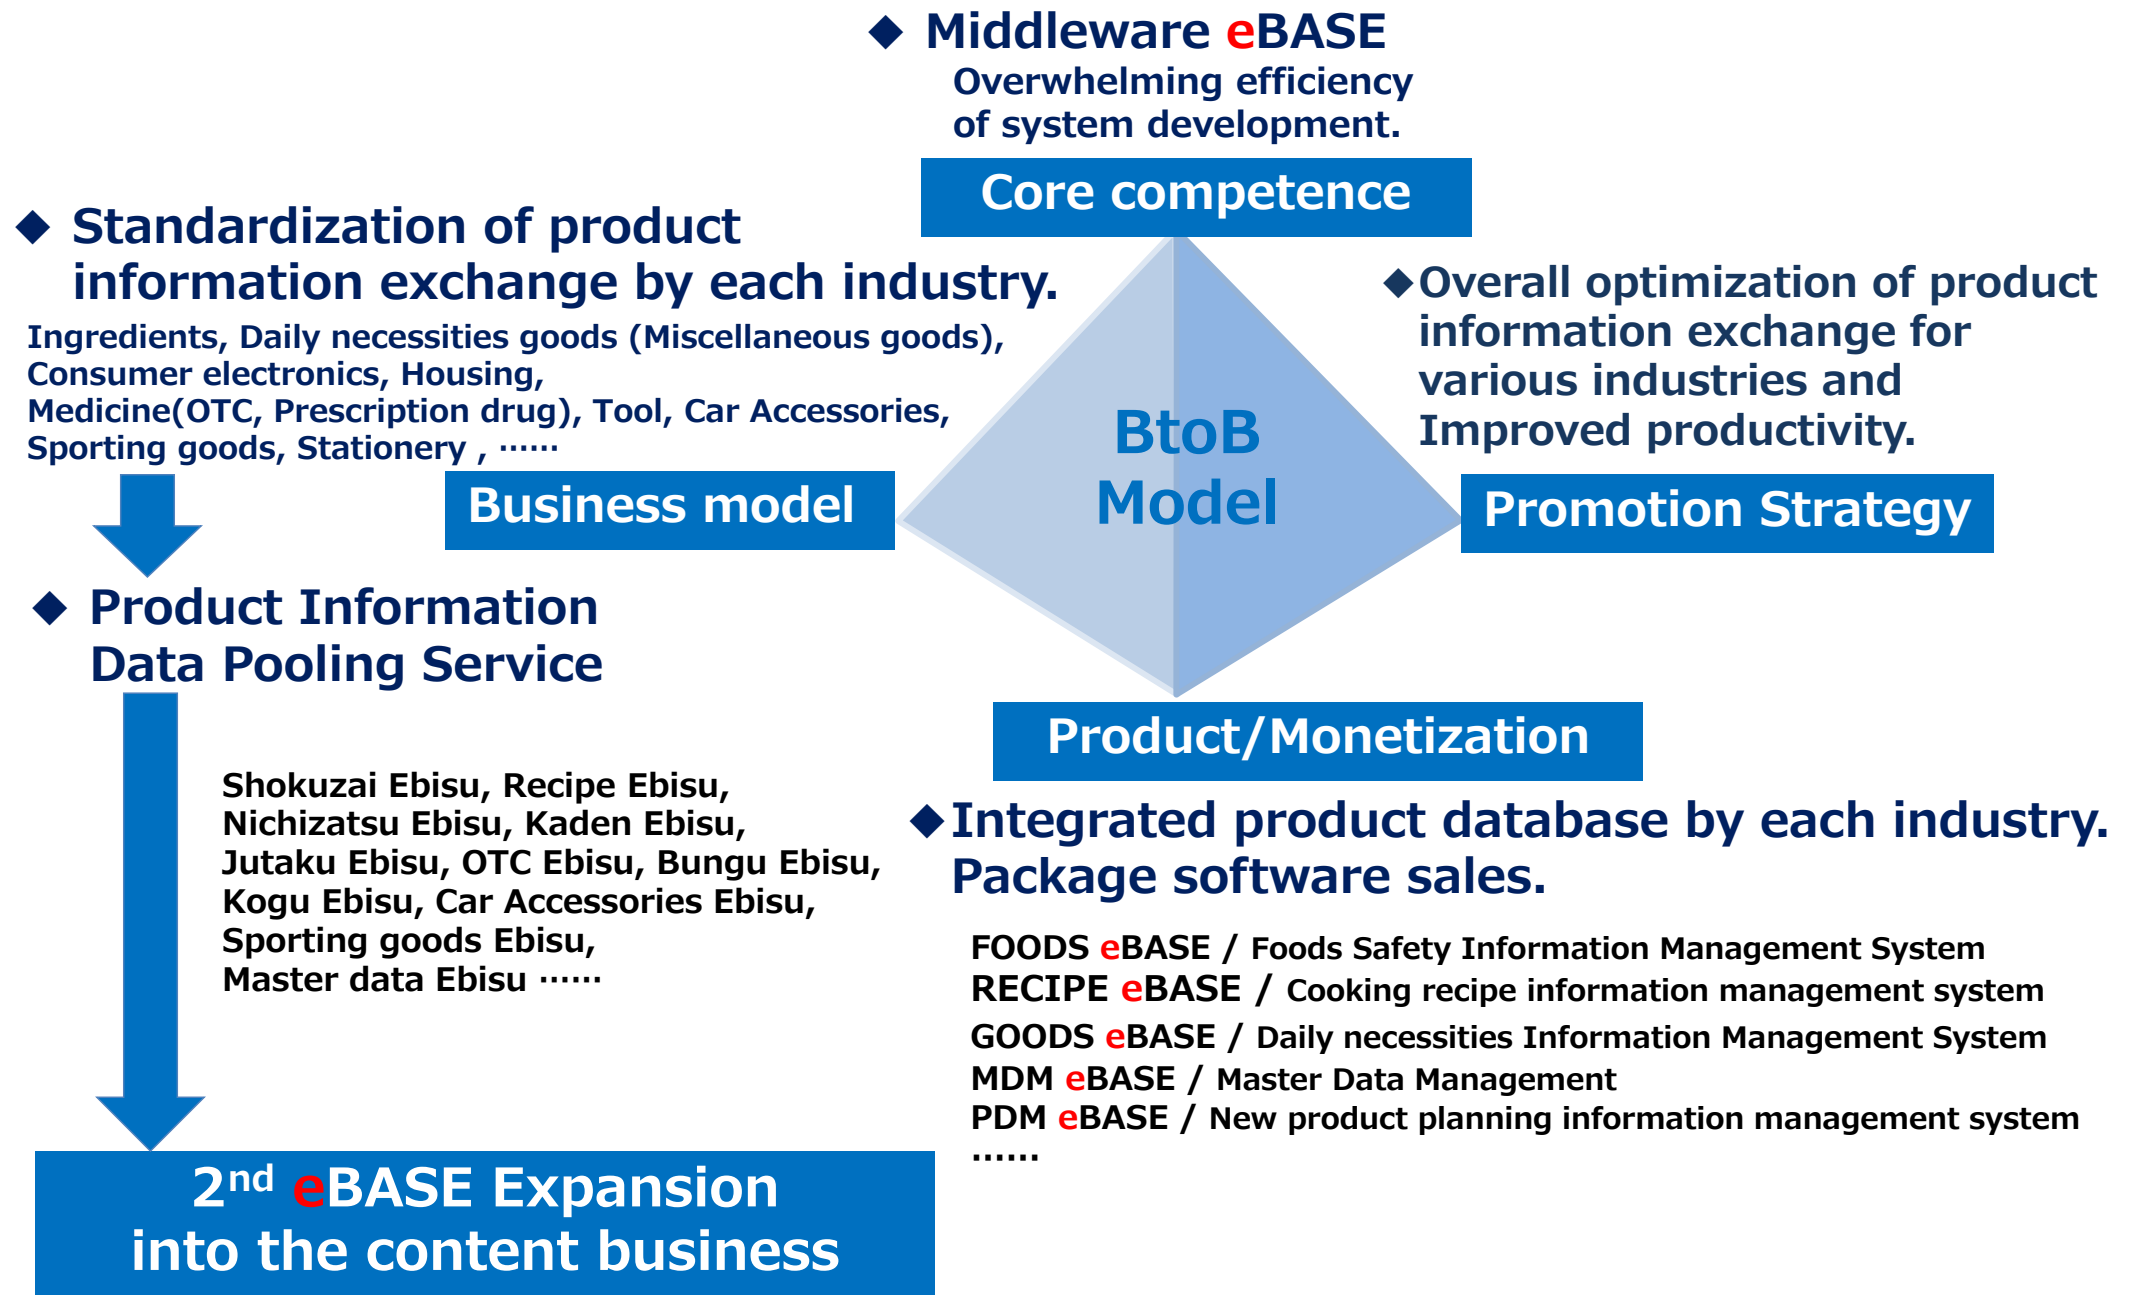 ◆ Middleware eBASE
Overwhelming efficiency
of system development.
Core competence
◆ Standardization of product
information exchange by each industry.
Ingredients, Daily necessities goods (Miscellaneous goods),
Consumer electronics, Housing,
Medicine(OTC, Prescription drug), Tool, Car Accessories,
Sporting goods, Stationery , ……
Business model
◆Overall optimization of product
information exchange for
various industries and
Improved productivity.
Promotion Strategy
BtoB
Model
◆ Product Information
Data Pooling Service
Shokuzai Ebisu, Recipe Ebisu,
Nichizatsu Ebisu, Kaden Ebisu,
Jutaku Ebisu, OTC Ebisu, Bungu Ebisu,
Kogu Ebisu, Car Accessories Ebisu,
Sporting goods Ebisu,
Master data Ebisu ……
2nd eBASE Expansion
into the content business
Product/Monetization
◆Integrated product database by each industry.
Package software sales.
FOODS eBASE / Foods Safety Information Management System
RECIPE eBASE / Cooking recipe information management system
GOODS eBASE / Daily necessities Information Management System
MDM eBASE / Master Data Management
PDM eBASE / New product planning information management system
……